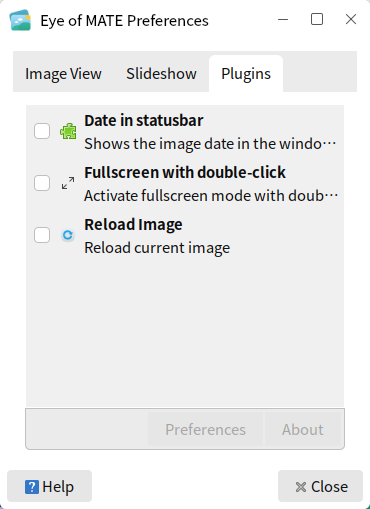 Eye of MATE Preferences
Image View Slideshow Plugins
Date in statusbar
Shows the image date in the windo⋯
Fullscreen with double-click
Activate fullscreen mode with doub⋯
Reload Image
Reload current image
Preferences About
? Help Close